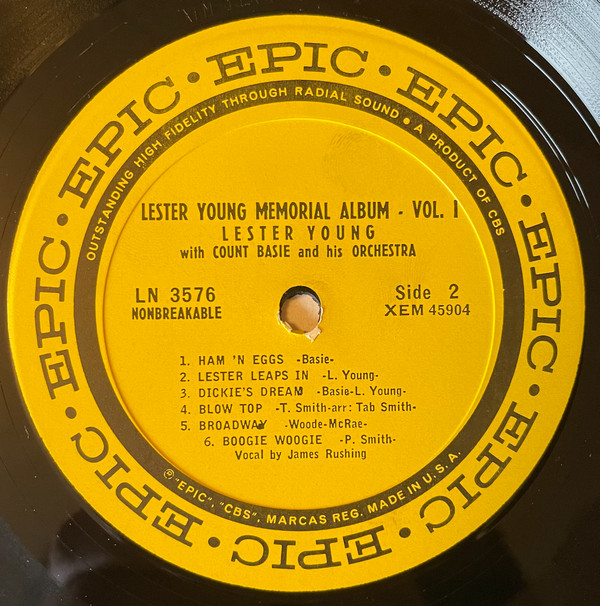 EPIC • EPIC • EPIC • EPIC • EPIC • EPIC • EPIC • EPIC • EPIC • EPIC •
OUTSTANDING HIGH FIDELITY THROUGH RADIAL SOUND • A PRODUCT OF CBS
LESTER YOUNG MEMORIAL ALBUM - VOL. I
LESTER YOUNG
with COUNT BASIE and his ORCHESTRA
LN 3576
NONBREAKABLE
Side 2
XEM 45904
1. HAM 'N EGGS -Basie-
2. LESTER LEAPS IN -L. Young-
3. DICKIE'S DREAM -Basie-L. Young-
4. BLOW TOP -T. Smith-arr: Tab Smith-
5. BROADWAY -Woode-McRae-
6. BOOGIE WOOGIE -P. Smith-
Vocal by James Rushing
® "EPIC", "CBS", MARCAS REG. MADE IN U.S.A.